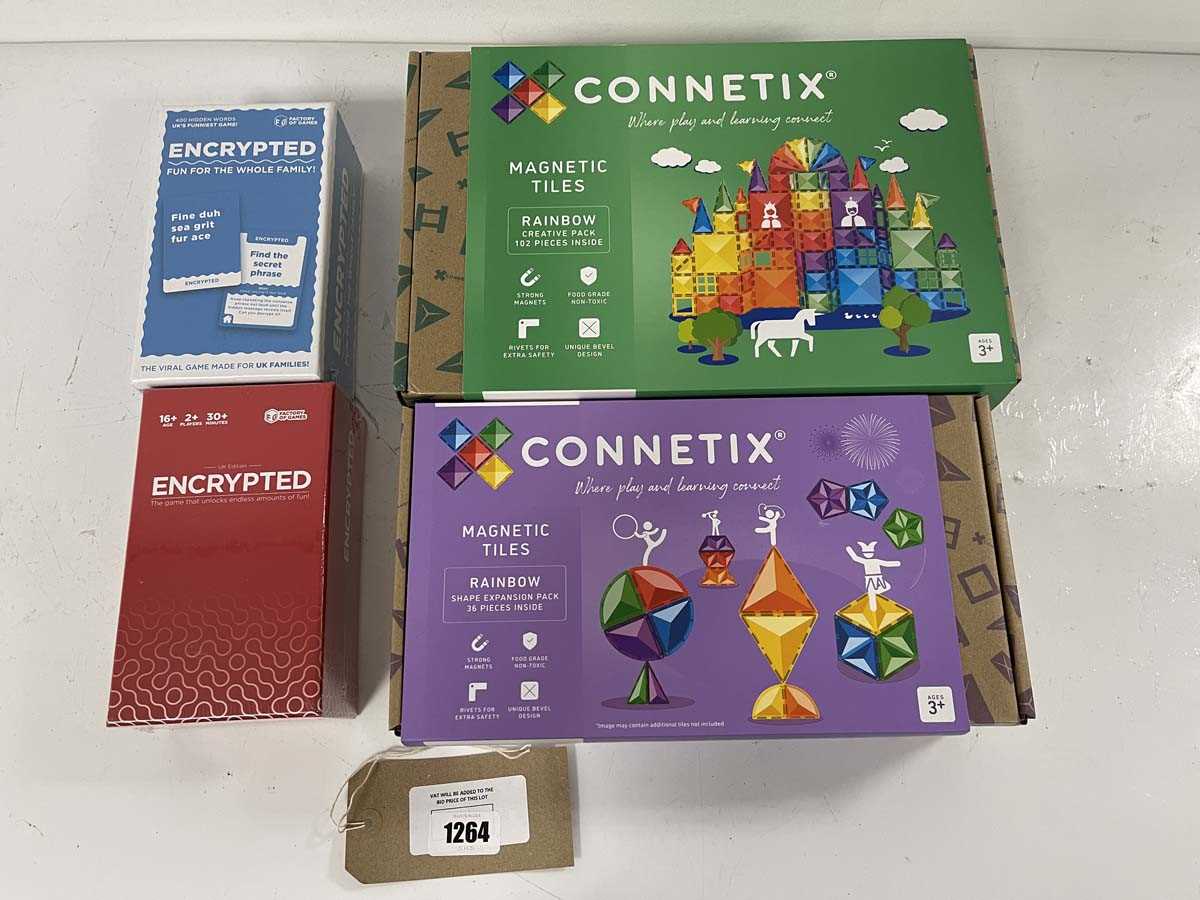 400 HIDDEN WORDS
UK'S FUNNIEST GAME!
FACTORY
OF GAMES
ENCRYPTED
FUN FOR THE WHOLE FAMILY!
Fine duh
sea grit
fur ace
ENCRYPTED
ENCRYPTED
Find the
secret
phrase
THE VIRAL GAME MADE FOR UK FAMILIES!
ENCRYPTED
16+ 2+ 30+
AGE PLAYERS MINUTES
FACTORY
OF GAMES
UK Edition
ENCRYPTED
The game that unlocks endless amounts of fun!
ENCRYPTED
CONNETIX®
Where play and learning connect
MAGNETIC
TILES
RAINBOW
CREATIVE PACK
102 PIECES INSIDE
STRONG
MAGNETS
FOOD GRADE
NON-TOXIC
RIVETS FOR
EXTRA SAFETY
UNIQUE BEVEL
DESIGN
AGES
3+
CONNETIX®
Where play and learning connect
MAGNETIC
TILES
RAINBOW
SHAPE EXPANSION PACK
36 PIECES INSIDE
STRONG
MAGNETS
FOOD GRADE
NON-TOXIC
RIVETS FOR
EXTRA SAFETY
UNIQUE BEVEL
DESIGN
*Image may contain additional tiles not included
AGES
3+
VAT WILL BE ADDED TO THE
BID PRICE OF THIS LOT
1264